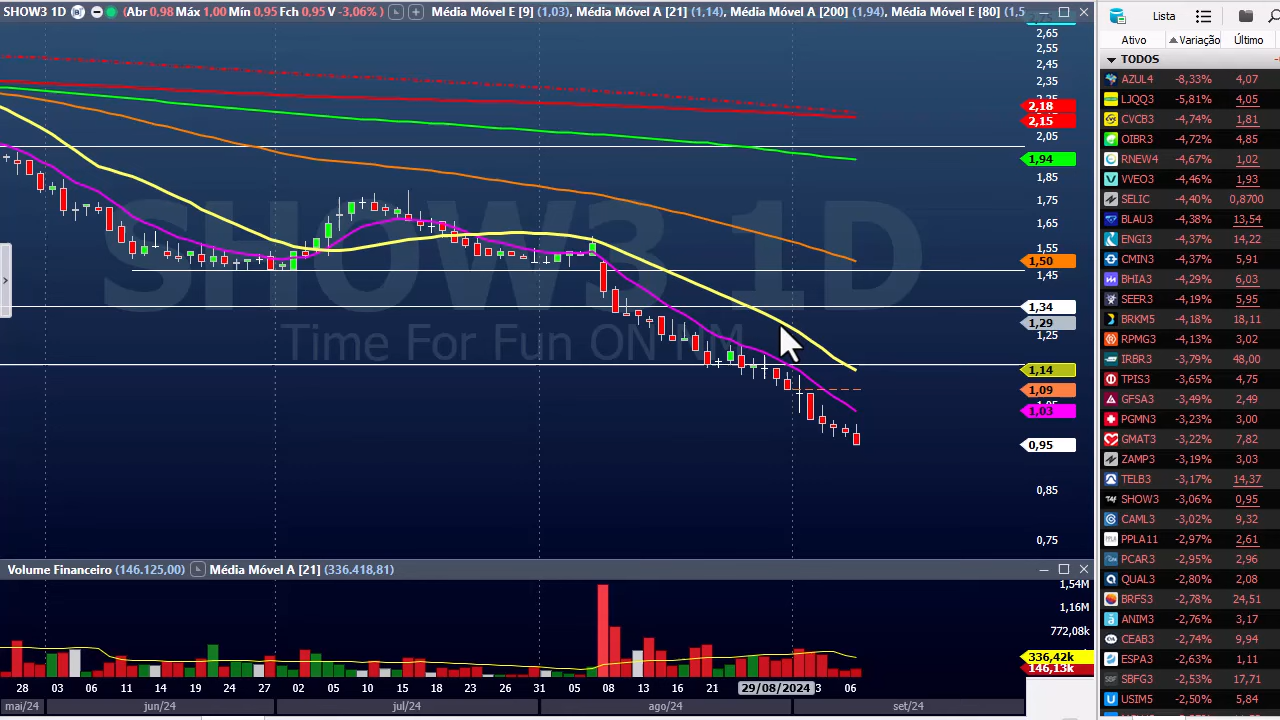 SHOW3 1D (Abr 0,98 Máx 1,00 Mín 0,95 Fch 0,95 V -3,06% ) Média Móvel E [9] (1,03), Média Móvel A [21] (1,14), Média Móvel A [200] (1,94), Média Móvel E [80] (1,5
2,65
2,55
2,45
2,35
2,18
2,15
2,05
1,94
1,85
1,75
1,65
1,55
1,50
1,45
1,34
1,29
1,25
1,14
1,09
1,03
0,95
0,85
0,75
SHOW3 1D
Time For Fun ON NM
Volume Financeiro (146.125,00) Média Móvel A [21] (336.418,81)
1,54M
1,16M
772,08k
336,42k
146,13k
28 03 06 11 14 19 24 27 02 05 10 15 18 23 26 31 05 08 13 16 21 29/08/2024 3 06
mai/24 jun/24 jul/24 ago/24 set/24
Lista
Ativo Variação Último
TODOS
AZUL4 -8,33% 4,07
LJQQ3 -5,81% 4,05
CVCB3 -4,74% 1,81
OIBR3 -4,72% 4,85
RNEW4 -4,67% 1,02
VVEO3 -4,46% 1,93
SELIC -4,40% 0,8700
BLAU3 -4,38% 13,54
ENGI3 -4,37% 14,22
CMIN3 -4,37% 5,91
BHIA3 -4,29% 6,03
SEER3 -4,19% 5,95
BRKM5 -4,18% 18,11
RPMG3 -4,13% 3,02
IRBR3 -3,79% 48,00
TPIS3 -3,65% 4,75
GFSA3 -3,49% 2,49
PGMN3 -3,23% 3,00
GMAT3 -3,22% 7,82
ZAMP3 -3,19% 3,03
TELB3 -3,17% 14,37
SHOW3 -3,06% 0,95
CAML3 -3,02% 9,32
PPLA11 -2,97% 2,61
PCAR3 -2,95% 2,96
QUAL3 -2,80% 2,08
BRFS3 -2,78% 24,51
ANIM3 -2,76% 3,17
CEAB3 -2,74% 9,94
ESPA3 -2,63% 1,11
SBFG3 -2,53% 17,71
USIM5 -2,50% 5,84